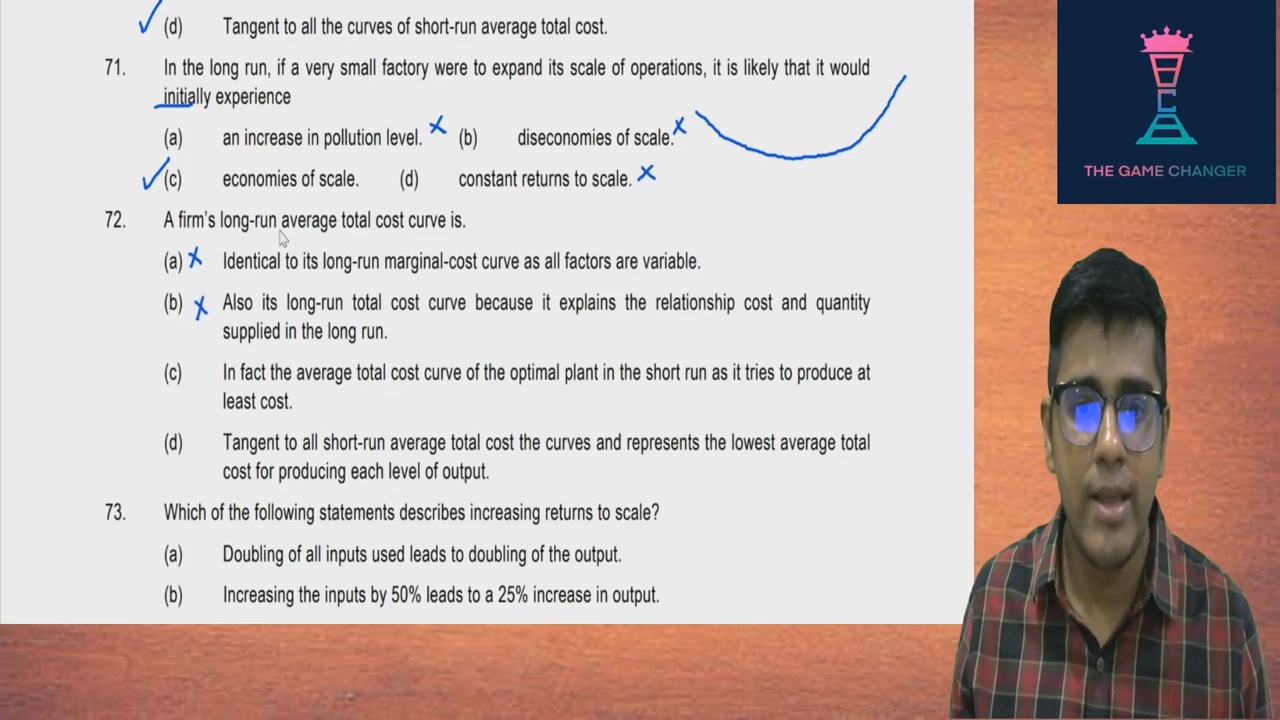 (d) Tangent to all the curves of short-run average total cost.
71. In the long run, if a very small factory were to expand its scale of operations, it is likely that it would
initially experience
(a) an increase in pollution level. (b) diseconomies of scale.
(c) economies of scale. (d) constant returns to scale.
72. A firm's long-run average total cost curve is.
(a) Identical to its long-run marginal-cost curve as all factors are variable.
(b) Also its long-run total cost curve because it explains the relationship cost and quantity
supplied in the long run.
(c) In fact the average total cost curve of the optimal plant in the short run as it tries to produce at
least cost.
(d) Tangent to all short-run average total cost the curves and represents the lowest average total
cost for producing each level of output.
73. Which of the following statements describes increasing returns to scale?
(a) Doubling of all inputs used leads to doubling of the output.
(b) Increasing the inputs by 50% leads to a 25% increase in output.
THE GAME CHANGER